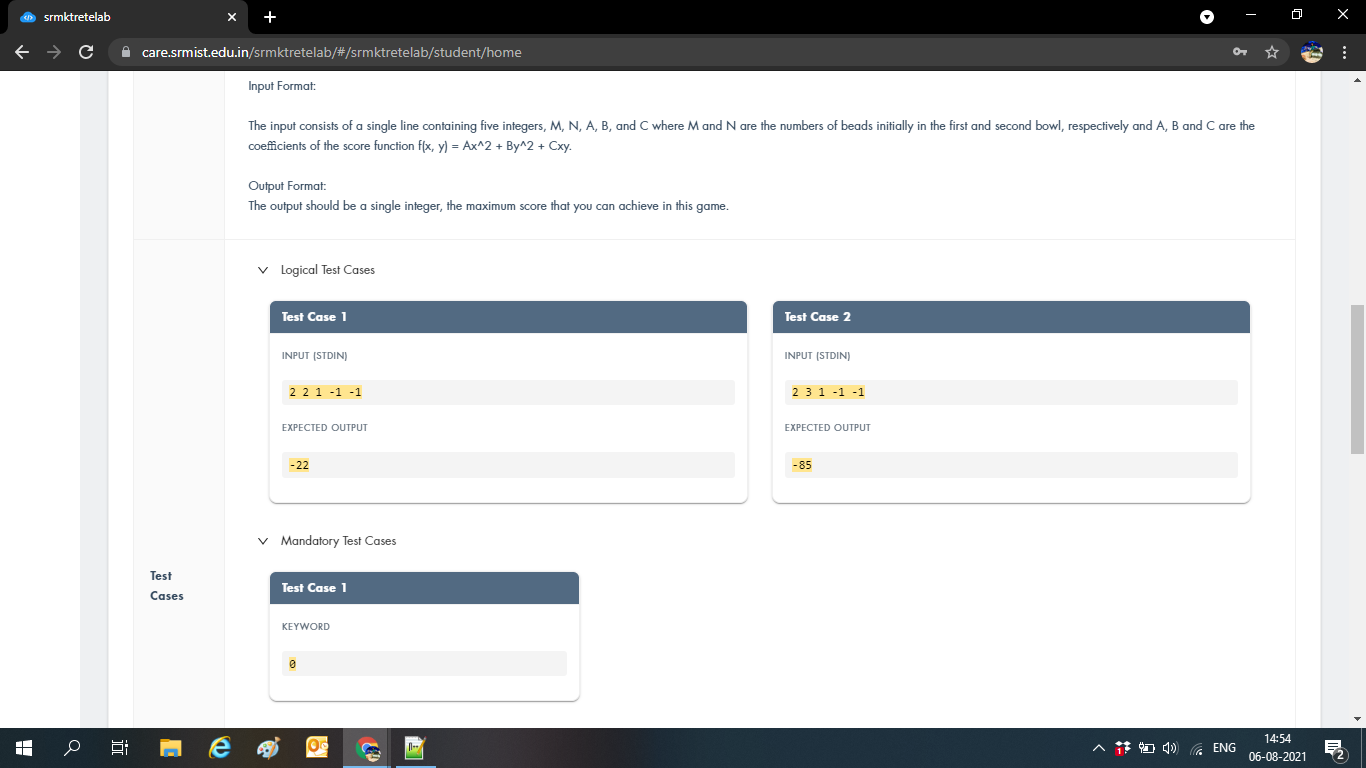 srmktretelab
care.srmist.edu.in/srmktretelab/#/srmktretelab/student/home
Input Format:
The input consists of a single line containing five integers, M, N, A, B, and C where M and N are the numbers of beads initially in the first and second bowl, respectively and A, B and C are the
coefficients of the score function f(x, y) = Ax^2 + By^2 + Cxy.
Output Format:
The output should be a single integer, the maximum score that you can achieve in this game.
Logical Test Cases
Test Case 1
INPUT (STDIN)
2 2 1 -1 -1
EXPECTED OUTPUT
-22
Test Case 2
INPUT (STDIN)
2 3 1 -1 -1
EXPECTED OUTPUT
-85
Mandatory Test Cases
Test
Cases
Test Case 1
KEYWORD
0
ENG
14:54
06-08-2021
2